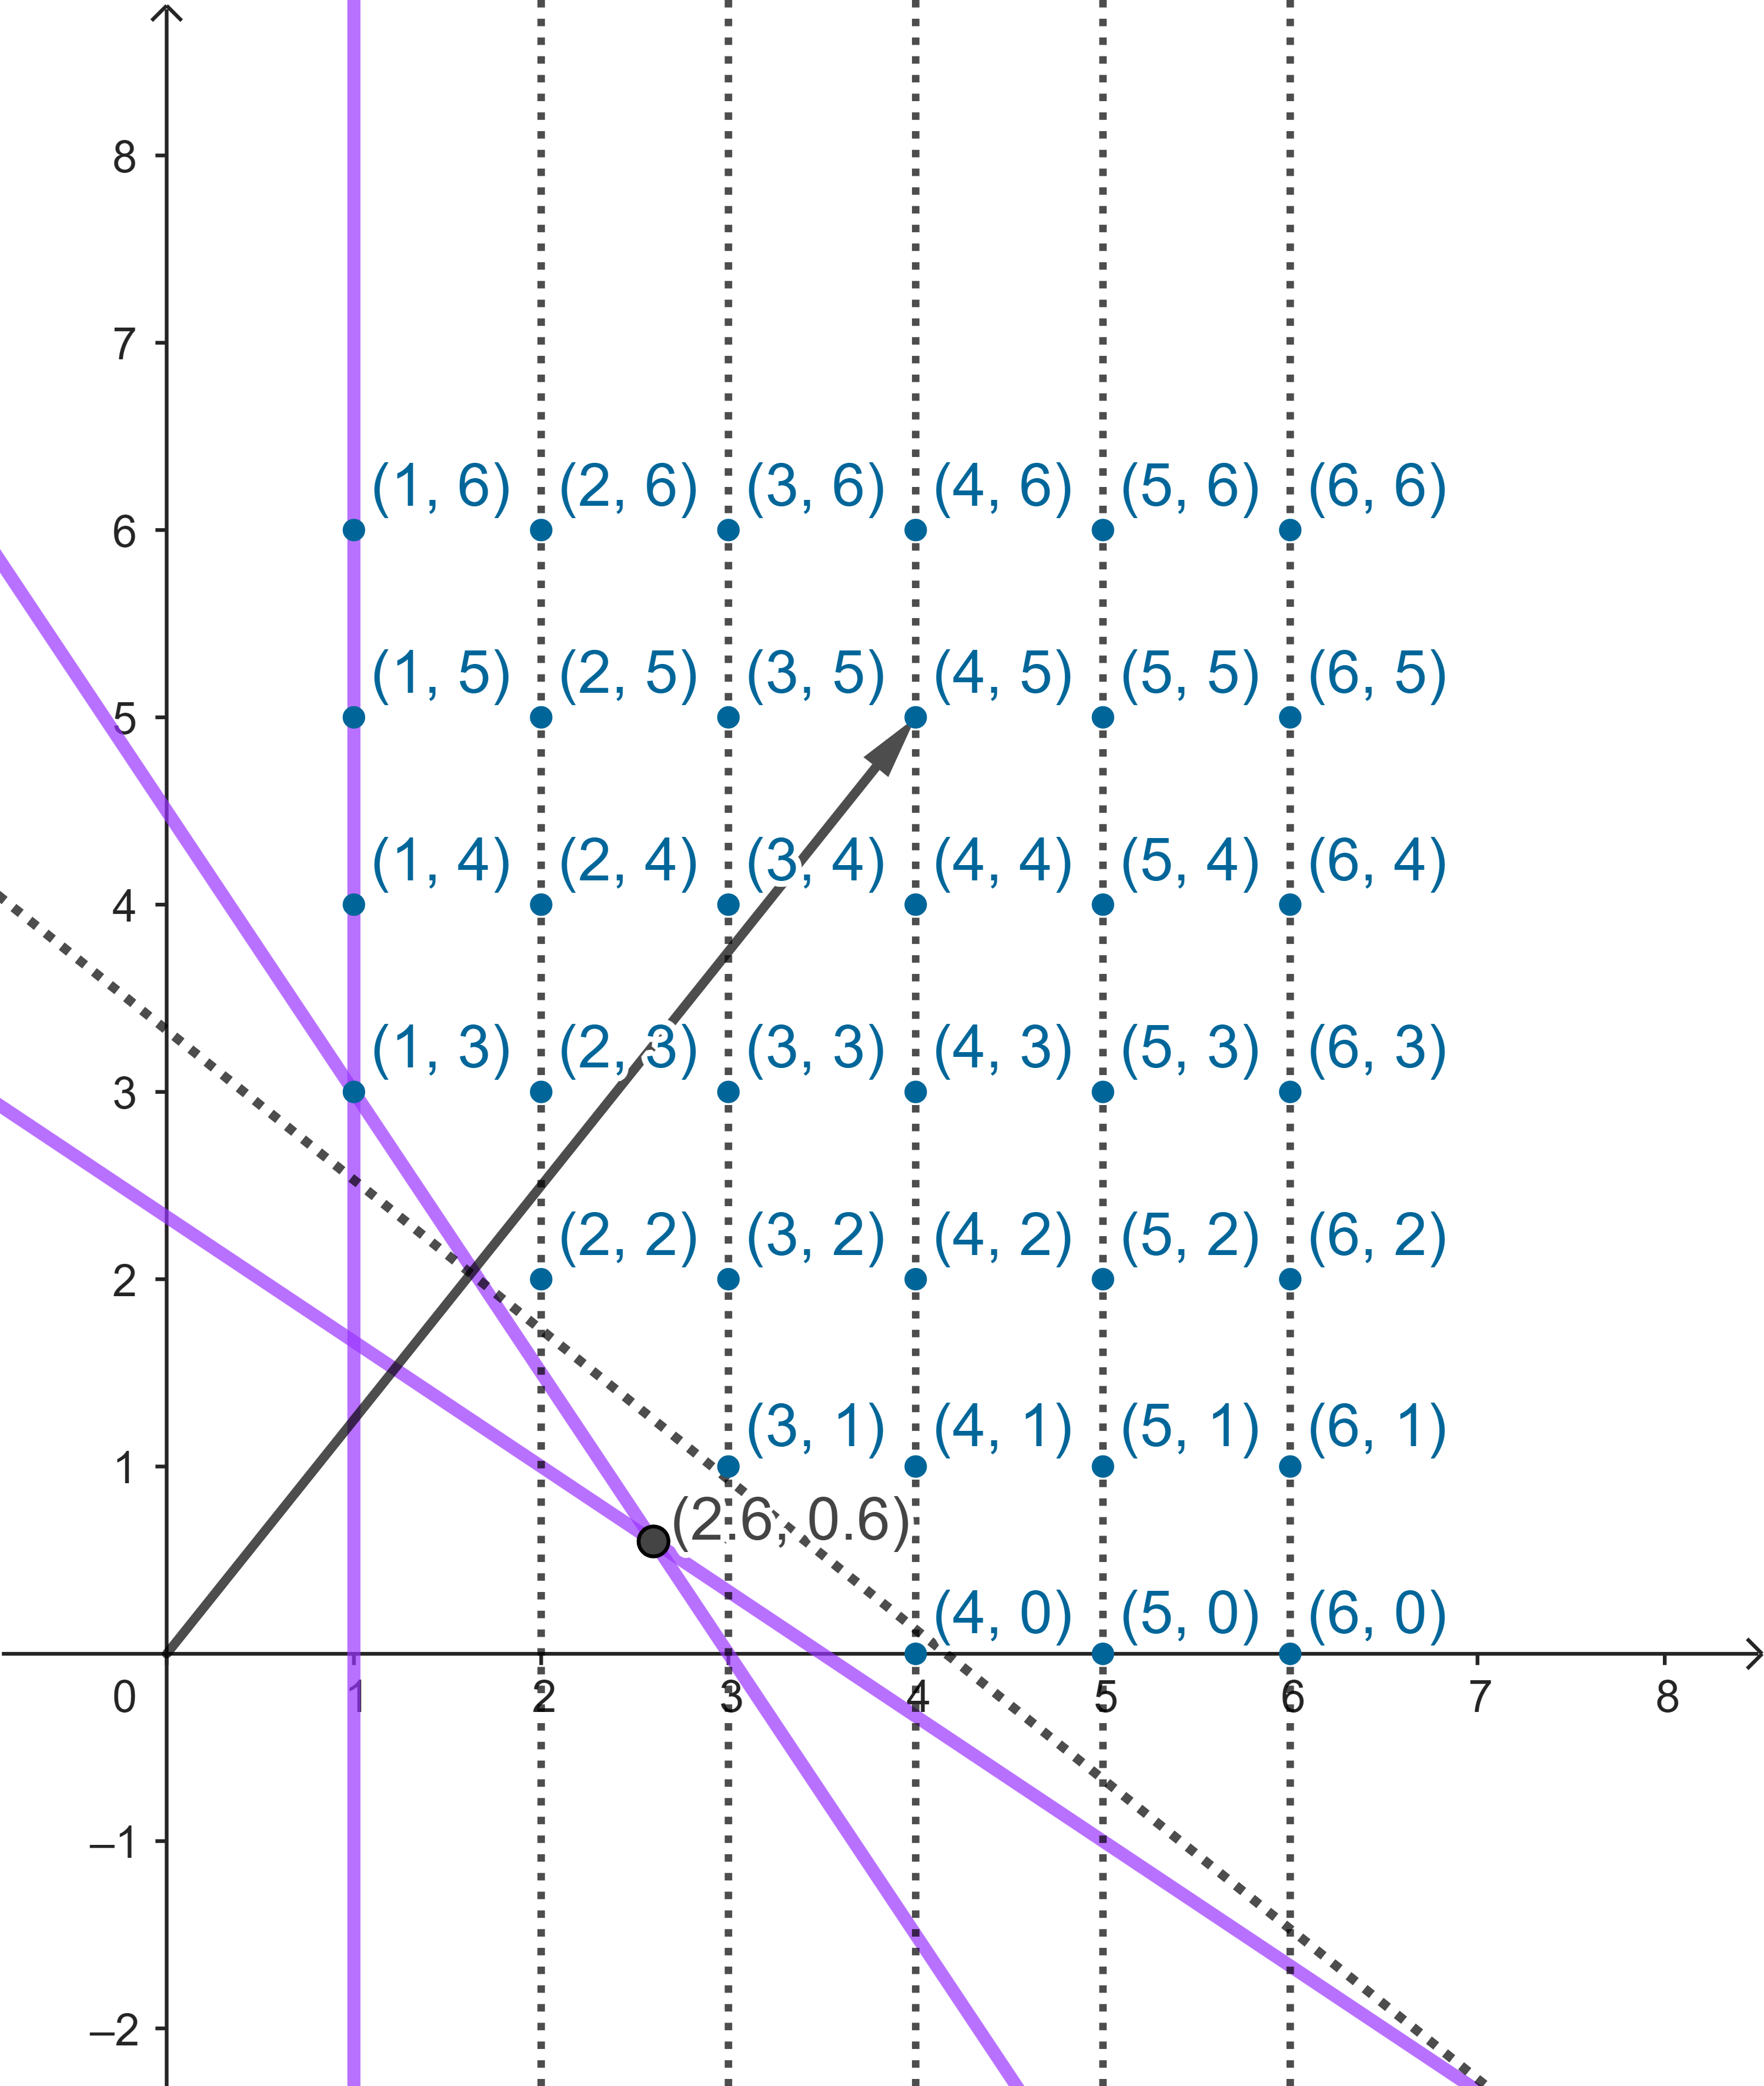 8
7
(1, 6) (2, 6) (3, 6) (4, 6) (5, 6) (6, 6)
6
(1, 5) (2, 5) (3, 5) (4, 5) (5, 5) (6, 5)
5
(1, 4) (2, 4) (3, 4) (4, 4) (5, 4) (6, 4)
4
(1, 3) (2, 3) (3, 3) (4, 3) (5, 3) (6, 3)
3
(2, 2) (3, 2) (4, 2) (5, 2) (6, 2)
2
(3, 1) (4, 1) (5, 1) (6, 1)
1
(2.6, 0.6)
(4, 0) (5, 0) (6, 0)
0 1 2 3 4 5 6 7 8
–1
–2